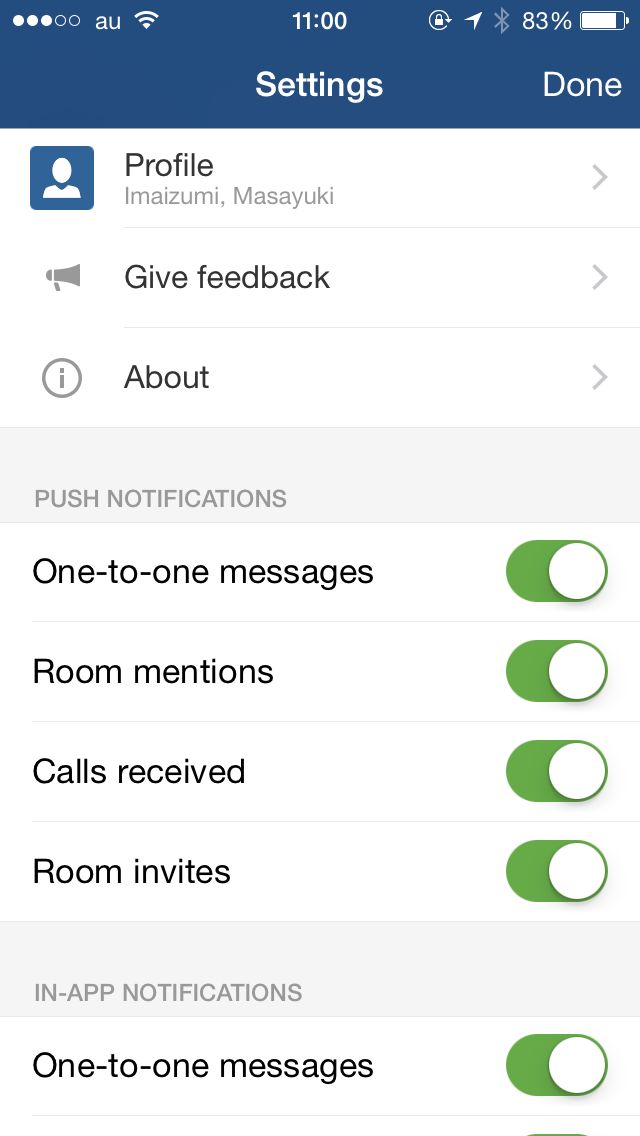 au 11:00 83%
Settings Done
Profile
Imaizumi, Masayuki
Give feedback
About
PUSH NOTIFICATIONS
One-to-one messages
Room mentions
Calls received
Room invites
IN-APP NOTIFICATIONS
One-to-one messages